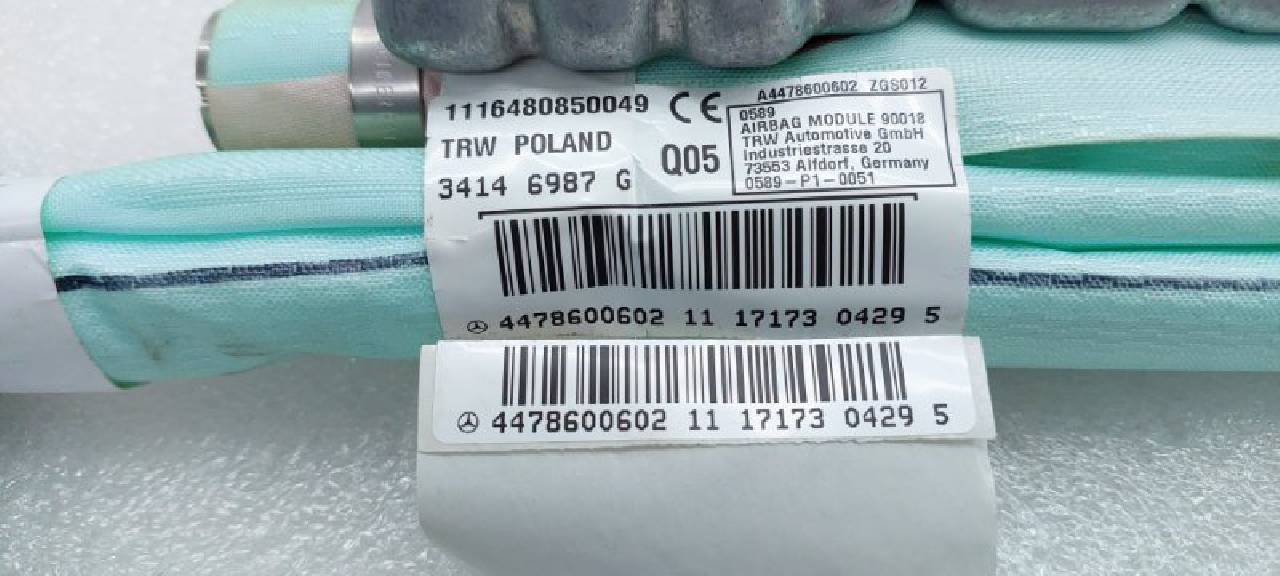 1116480850049 CE
TRW POLAND
3414 6987 G
Q05
A4478600602 ZGS012
0589
AIRBAG MODULE 90018
TRW Automotive GmbH
Industriestrasse 20
73553 Alfdorf, Germany
0589-P1-0051
4478600602 11 17173 0429 5
4478600602 11 17173 0429 5